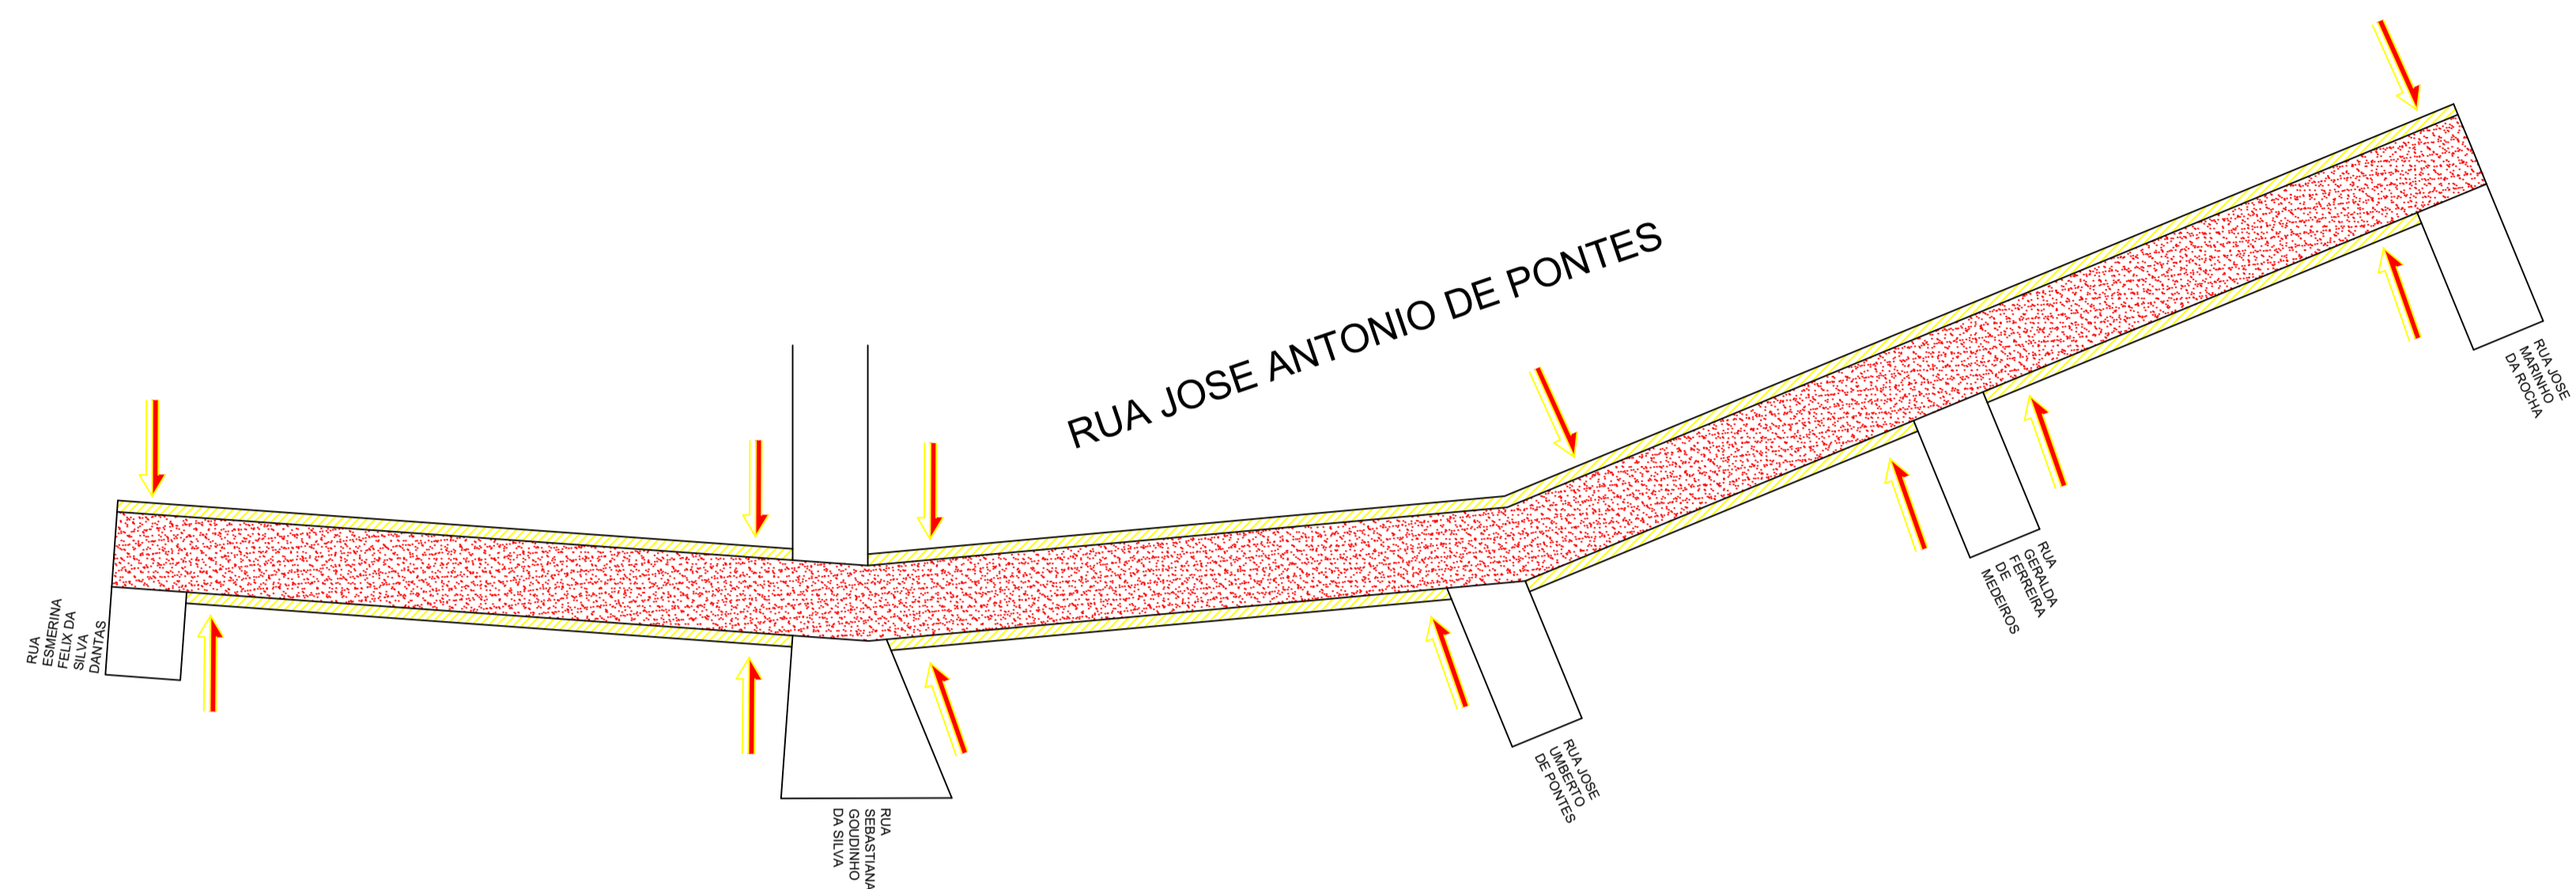 RUA JOSE ANTONIO DE PONTES
RUA
ESMERINA
FELIX DA
SILVA
DANTAS
RUA
SEBASTIANA
GOUDINHO
DA SILVA
RUA JOSE
UMBERTO
DE PONTES
RUA
GERALDA
FERREIRA
DE
MEDEIROS
RUA JOSE
MARINHO
DA ROCHA